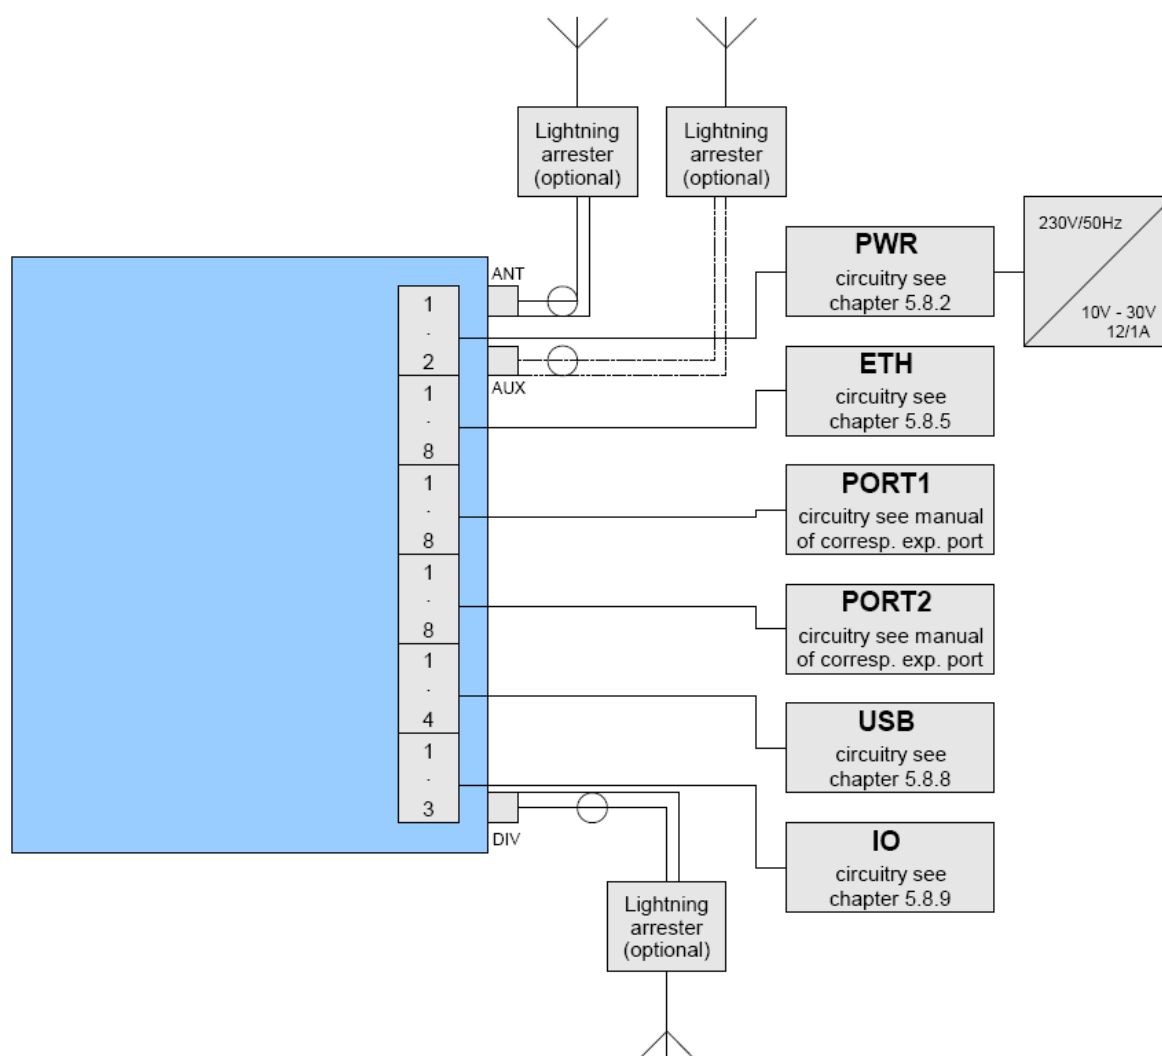 Lightning
arrester
(optional)
Lightning
arrester
(optional)
230V/50Hz
10V - 30V
12/1A
PWR
circuitry see
chapter 5.8.2
ANT
AUX
1
.
2
1
.
8
1
.
8
1
.
8
1
.
4
1
.
3
ETH
circuitry see
chapter 5.8.5
PORT1
circuitry see manual
of corresp. exp. port
PORT2
circuitry see manual
of corresp. exp. port
USB
circuitry see
chapter 5.8.8
DIV
IO
circuitry see
chapter 5.8.9
Lightning
arrester
(optional)